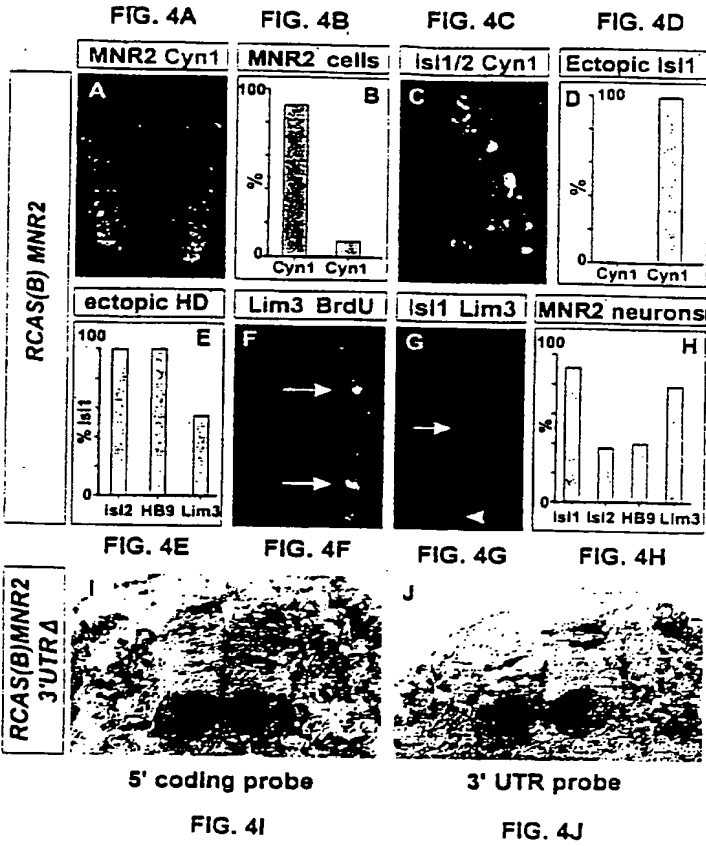 FIG. 4A FIG. 4B FIG. 4C FIG. 4D
MNR2 Cyn1 MNR2 cells Isl1/2 Cyn1 Ectopic Isl1
RCAS(B) MNR2
A
100 B
%
0
Cyn1 Cyn1
C
D 100
%
0
Cyn1 Cyn1
ectopic HD Lim3 BrdU Isl1 Lim3 MNR2 neurons
100 E
% Isl1
0
Isl2 HB9 Lim3
F
G
100 H
%
0
Isl1 Isl2 HB9 Lim3
FIG. 4E FIG. 4F FIG. 4G FIG. 4H
RCAS(B)MNR2
3'UTRΔ
I J
5' coding probe 3' UTR probe
FIG. 4I FIG. 4J